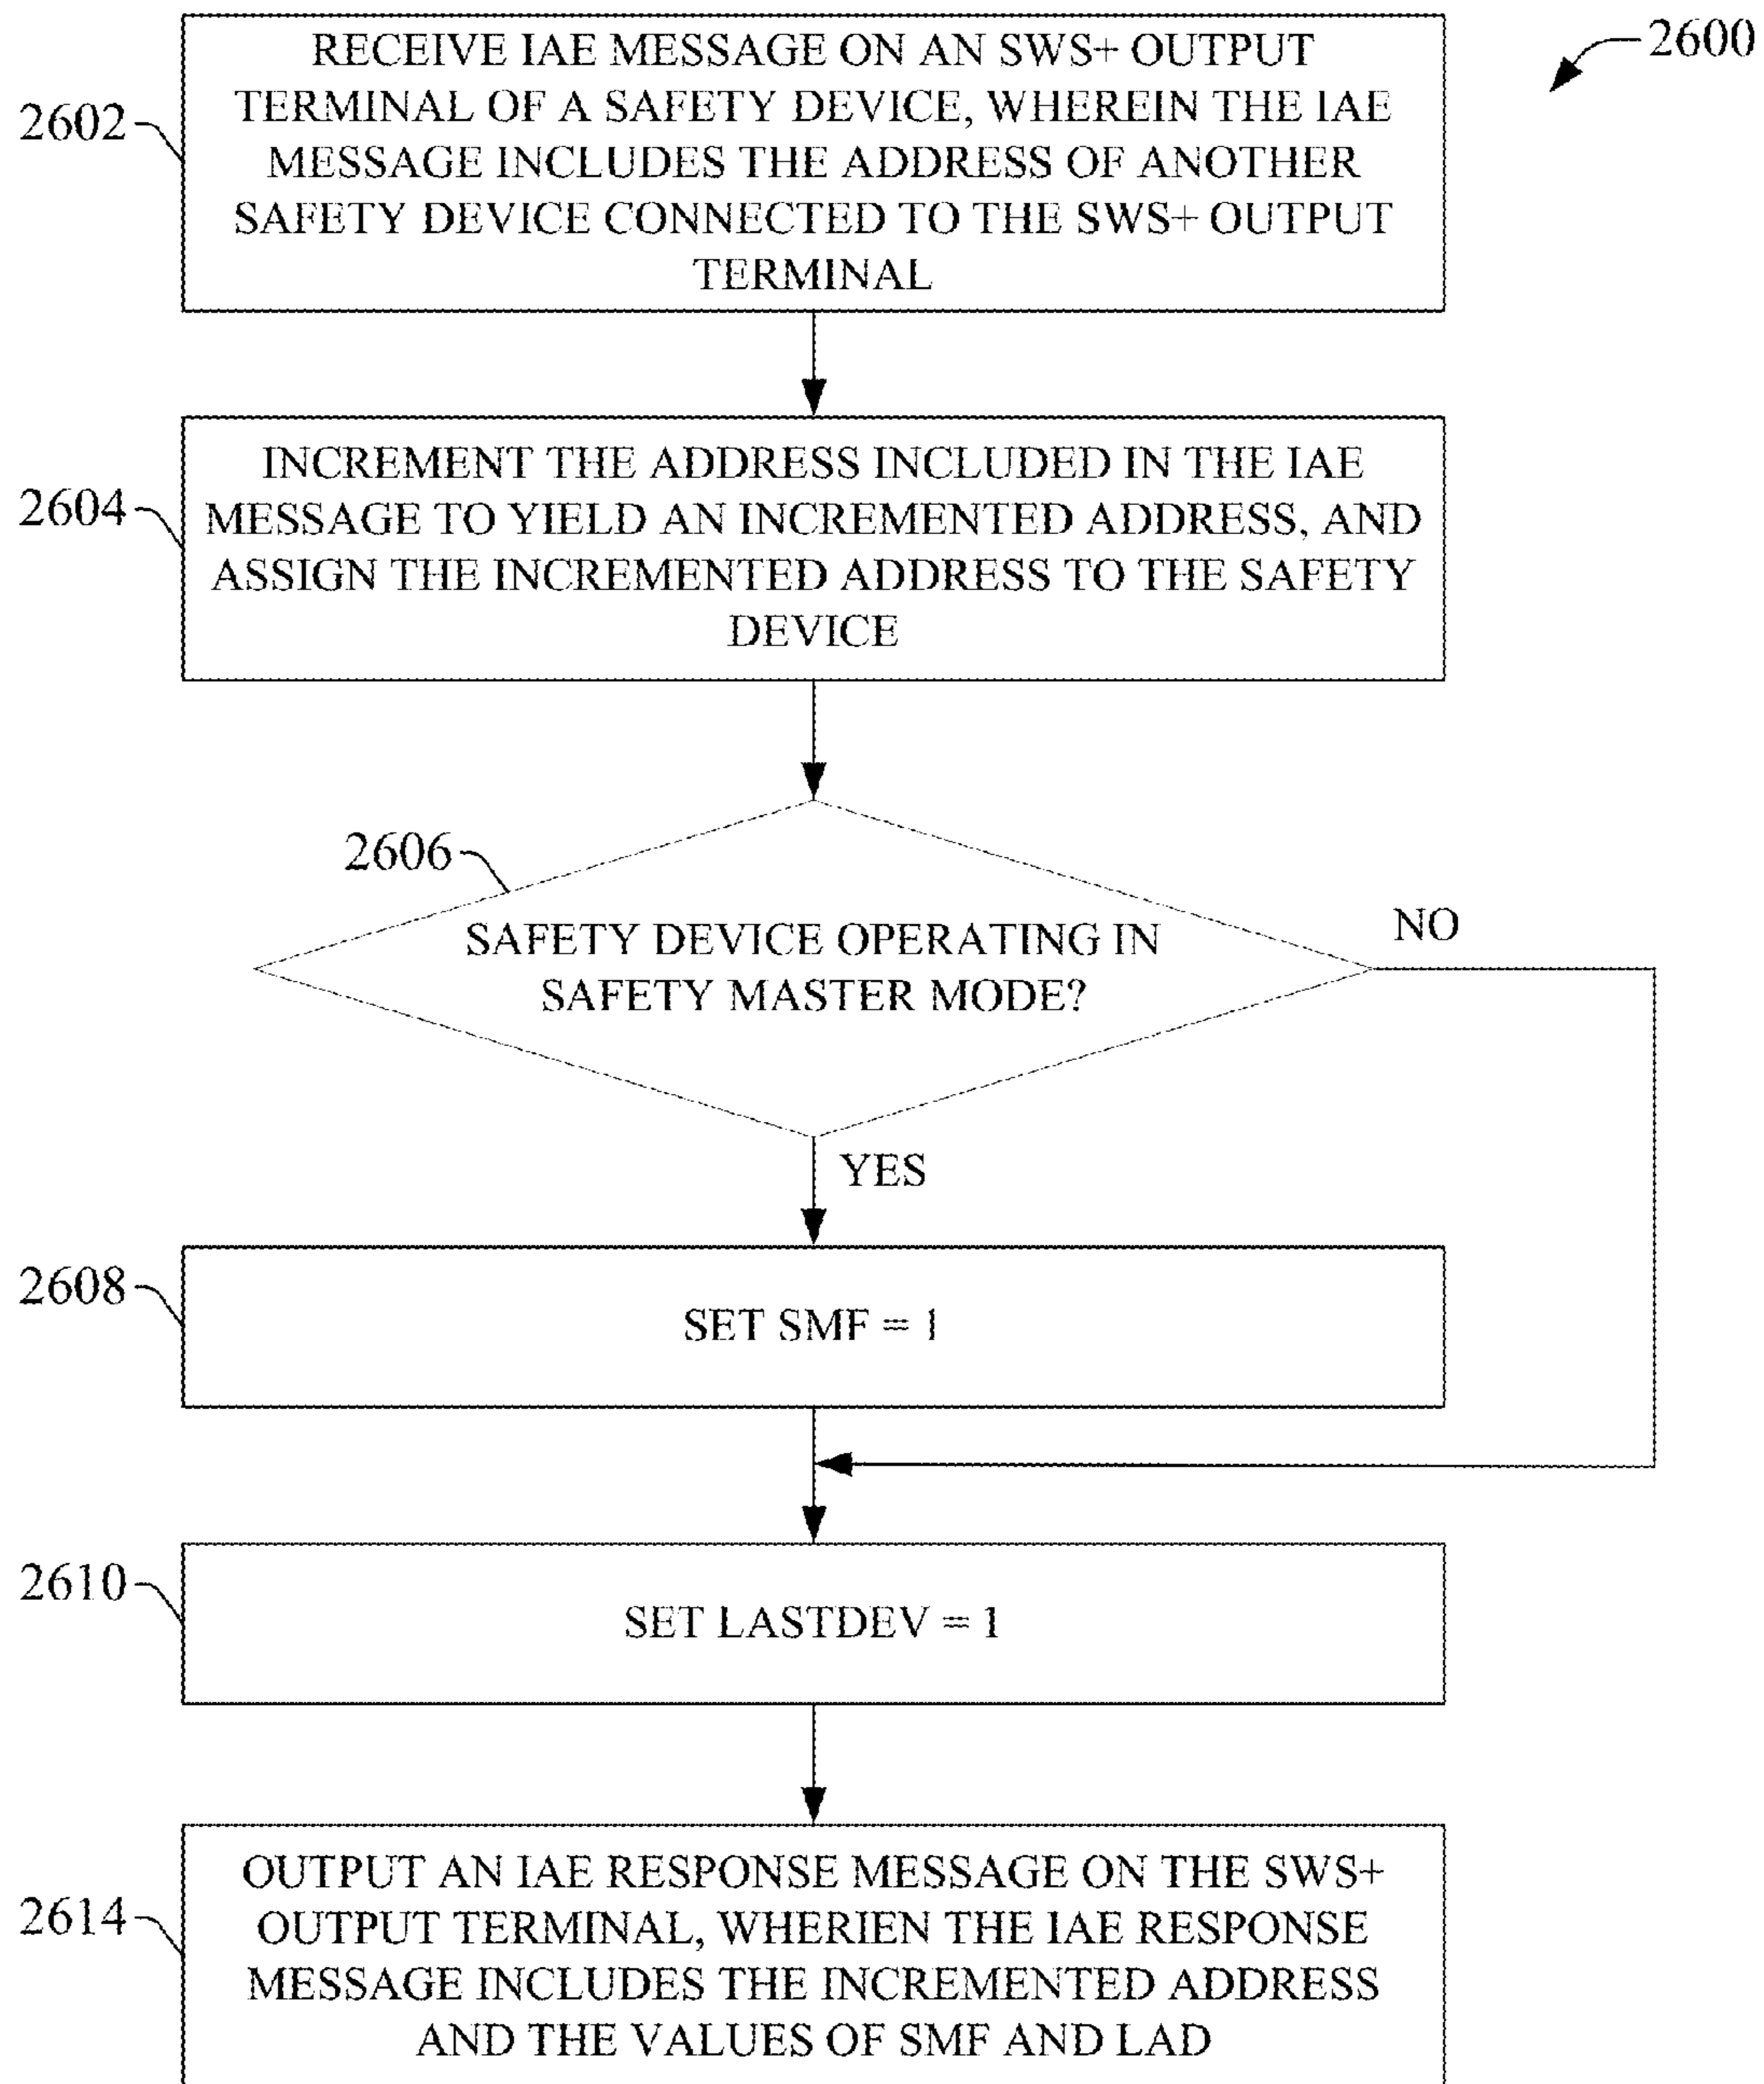 2600
2602
RECEIVE IAE MESSAGE ON AN SWS+ OUTPUT
TERMINAL OF A SAFETY DEVICE, WHEREIN THE IAE
MESSAGE INCLUDES THE ADDRESS OF ANOTHER
SAFETY DEVICE CONNECTED TO THE SWS+ OUTPUT
TERMINAL
2604
INCREMENT THE ADDRESS INCLUDED IN THE IAE
MESSAGE TO YIELD AN INCREMENTED ADDRESS, AND
ASSIGN THE INCREMENTED ADDRESS TO THE SAFETY
DEVICE
2606
SAFETY DEVICE OPERATING IN
SAFETY MASTER MODE?
NO
YES
2608
SET SMF = 1
2610
SET LASTDEV = 1
2614
OUTPUT AN IAE RESPONSE MESSAGE ON THE SWS+
OUTPUT TERMINAL, WHERIEN THE IAE RESPONSE
MESSAGE INCLUDES THE INCREMENTED ADDRESS
AND THE VALUES OF SMF AND LAD